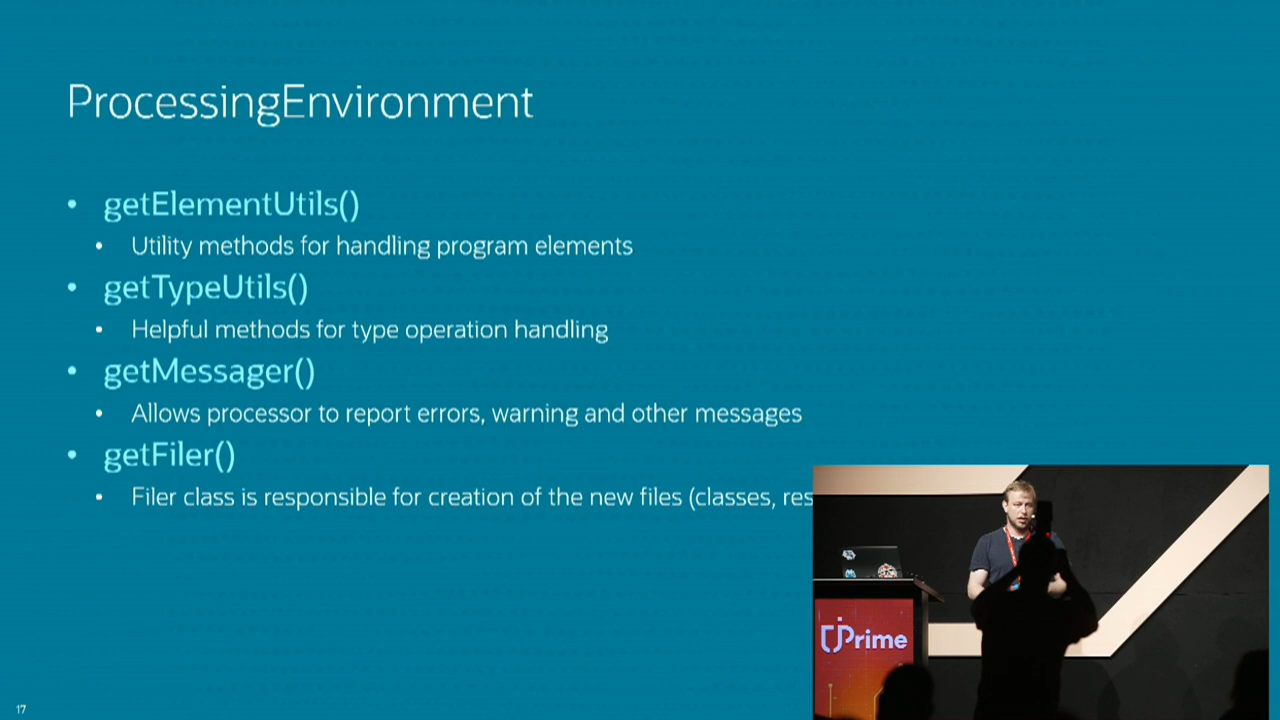 ProcessingEnvironment
• getElementUtils()
• Utility methods for handling program elements
• getTypeUtils()
• Helpful methods for type operation handling
• getMessager()
• Allows processor to report errors, warning and other messages
• getFiler()
• Filer class is responsible for creation of the new files (classes,
jPrime
17